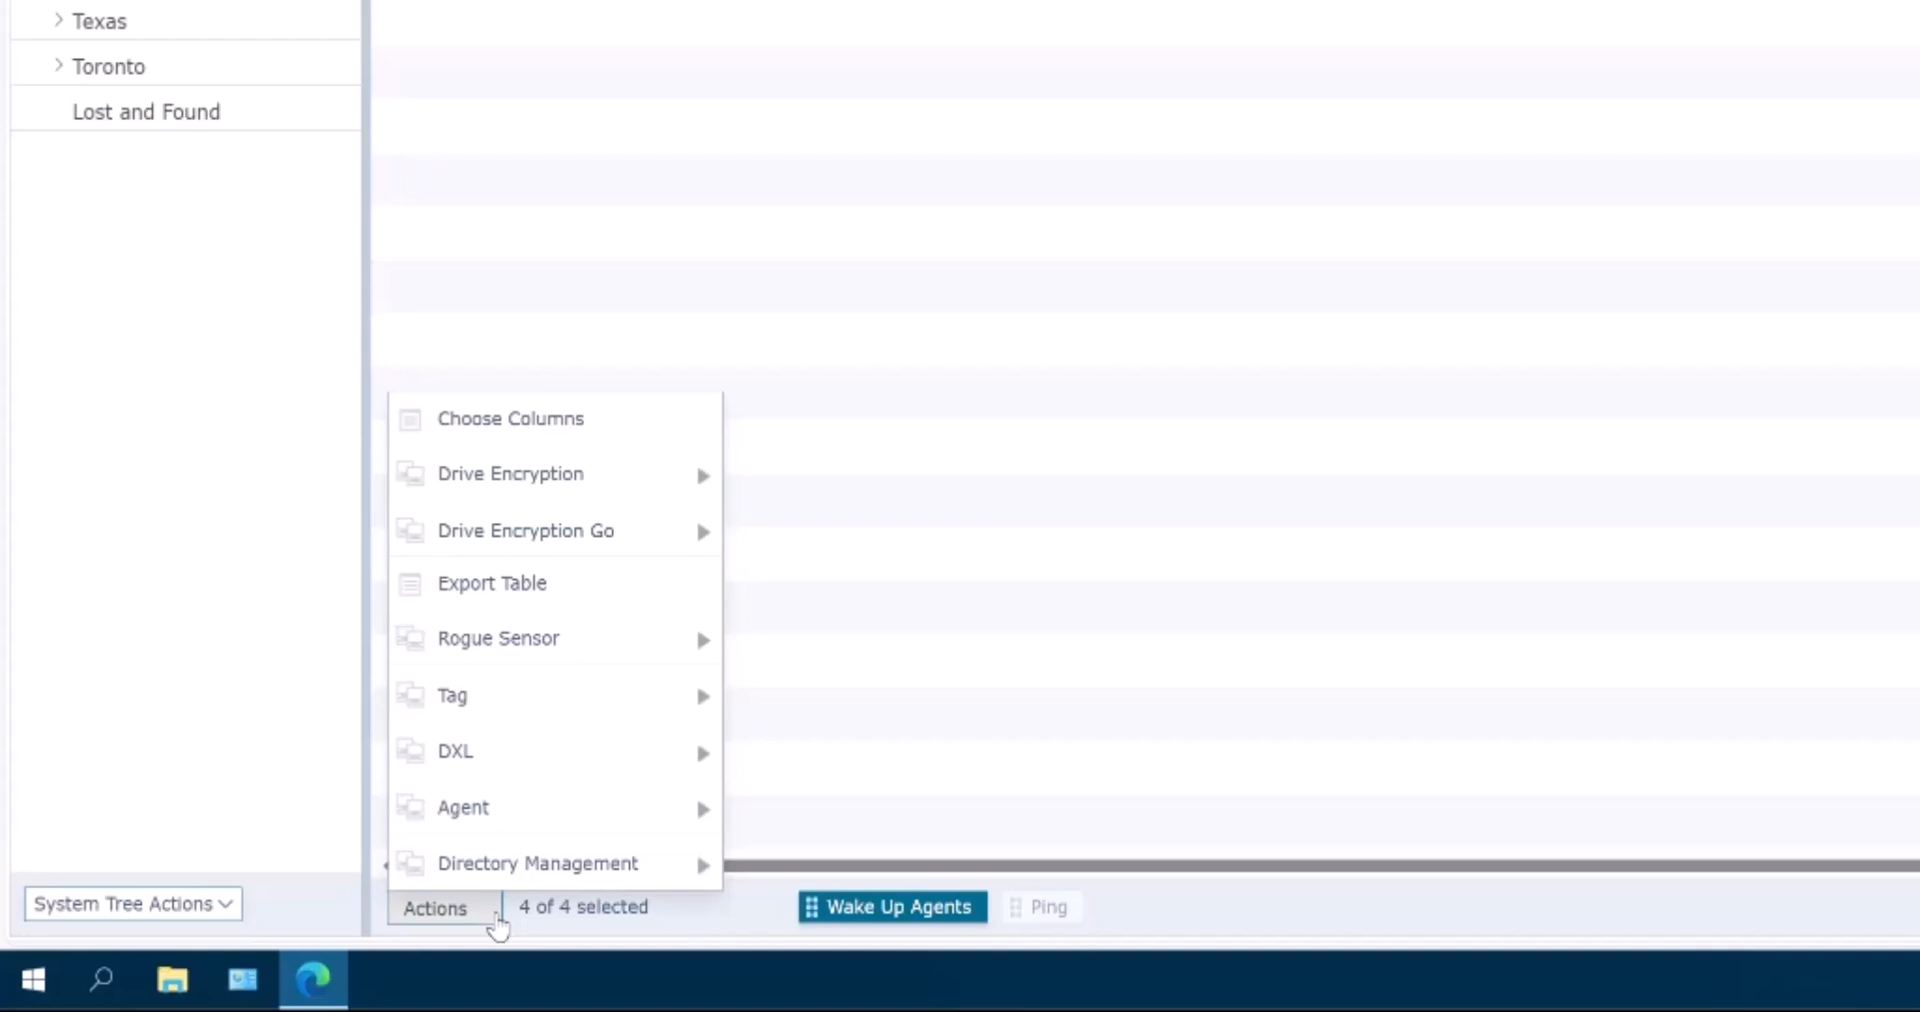 Texas
Toronto
Lost and Found
Choose Columns
Drive Encryption
Drive Encryption Go
Export Table
Rogue Sensor
Tag
DXL
Agent
Directory Management
System Tree Actions
Actions
4 of 4 selected
Wake Up Agents
Ping